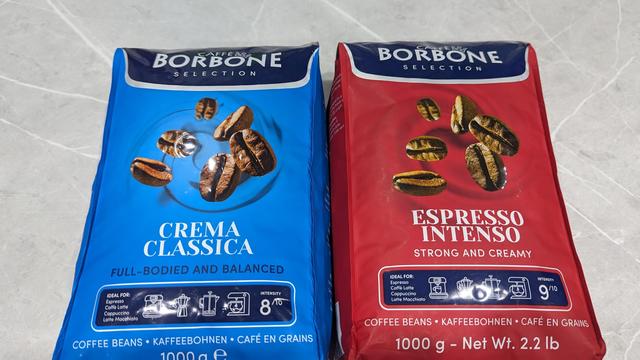 CAFFÈ
BORBONE
SELECTION
CREMA
CLASSICA
FULL-BODIED AND BALANCED
IDEAL FOR:
Espresso
Caffè Latte
Cappuccino
Latte Macchiato
INTENSITY
8/10
COFFEE BEANS • KAFFEEBOHNEN • CAFÉ EN GRAINS
1000 g e
CAFFÈ
BORBONE
SELECTION
ESPRESSO
INTENSO
STRONG AND CREAMY
IDEAL FOR:
Espresso
Caffè Latte
Cappuccino
Latte Macchiato
INTENSITY
9/10
COFFEE BEANS • KAFFEEBOHNEN • CAFÉ EN GRAINS
1000 g - Net Wt. 2.2 lb